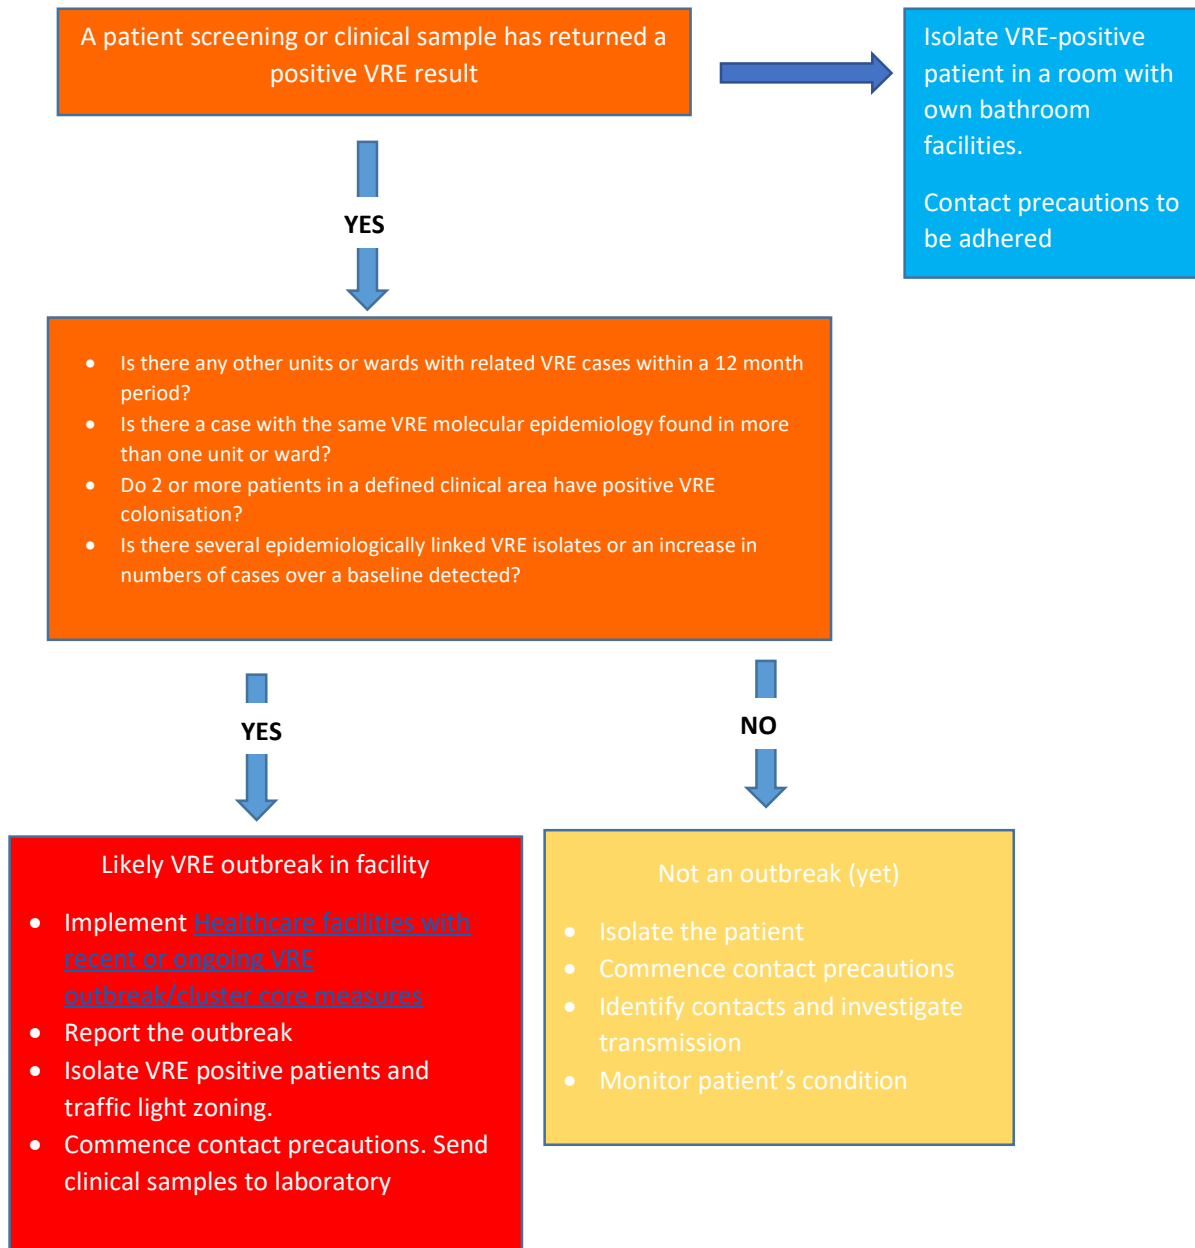 A patient screening or clinical sample has returned a
positive VRE result
Isolate VRE-positive
patient in a room with
own bathroom
facilities.
Contact precautions to
be adhered
YES
• Is there any other units or wards with related VRE cases within a 12 month
period?
• Is there a case with the same VRE molecular epidemiology found in more
than one unit or ward?
• Do 2 or more patients in a defined clinical area have positive VRE
colonisation?
• Is there several epidemiologically linked VRE isolates or an increase in
numbers of cases over a baseline detected?
YES
NO
Likely VRE outbreak in facility
• Implement Healthcare facilities with
recent or ongoing VRE
outbreak/cluster core measures
• Report the outbreak
• Isolate VRE positive patients and
traffic light zoning.
• Commence contact precautions. Send
clinical samples to laboratory
Not an outbreak (yet)
• Isolate the patient
• Commence contact precautions
• Identify contacts and investigate
transmission
• Monitor patient's condition